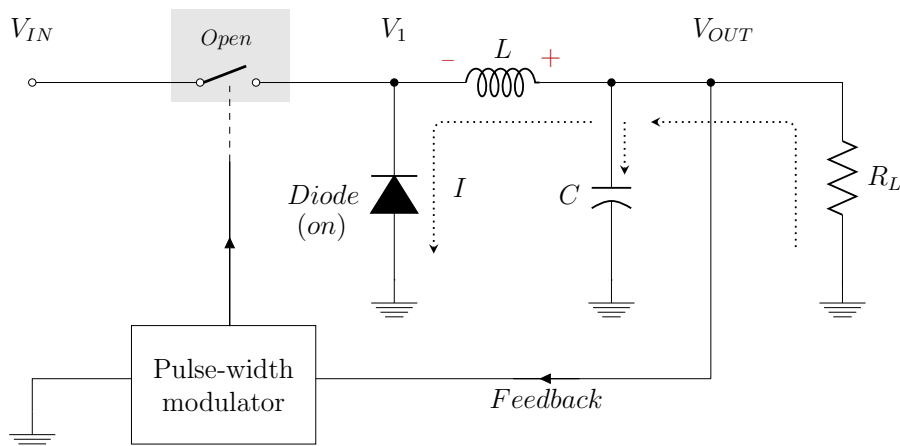 V_IN
Open
V_1
L
V_OUT
– +
Diode
(on)
I
C
R_L
Pulse-width
modulator
Feedback